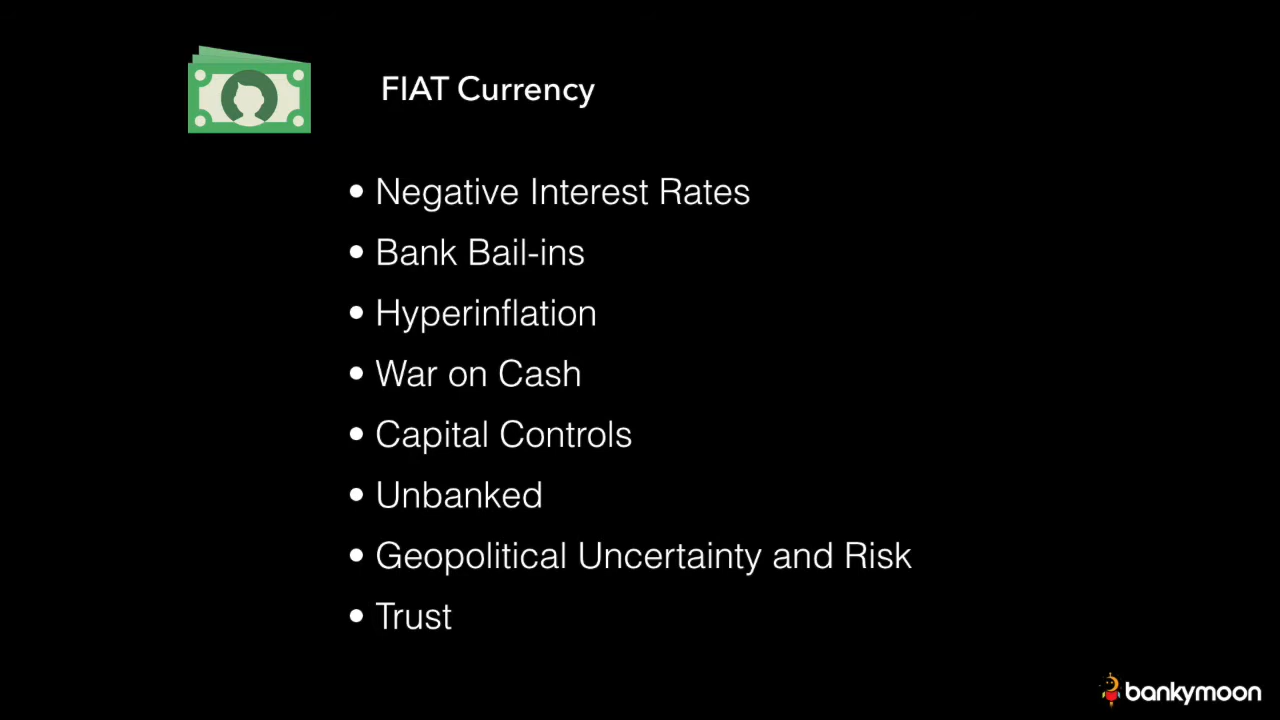 FIAT Currency
• Negative Interest Rates
• Bank Bail-ins
• Hyperinflation
• War on Cash
• Capital Controls
• Unbanked
• Geopolitical Uncertainty and Risk
• Trust
bankymoon